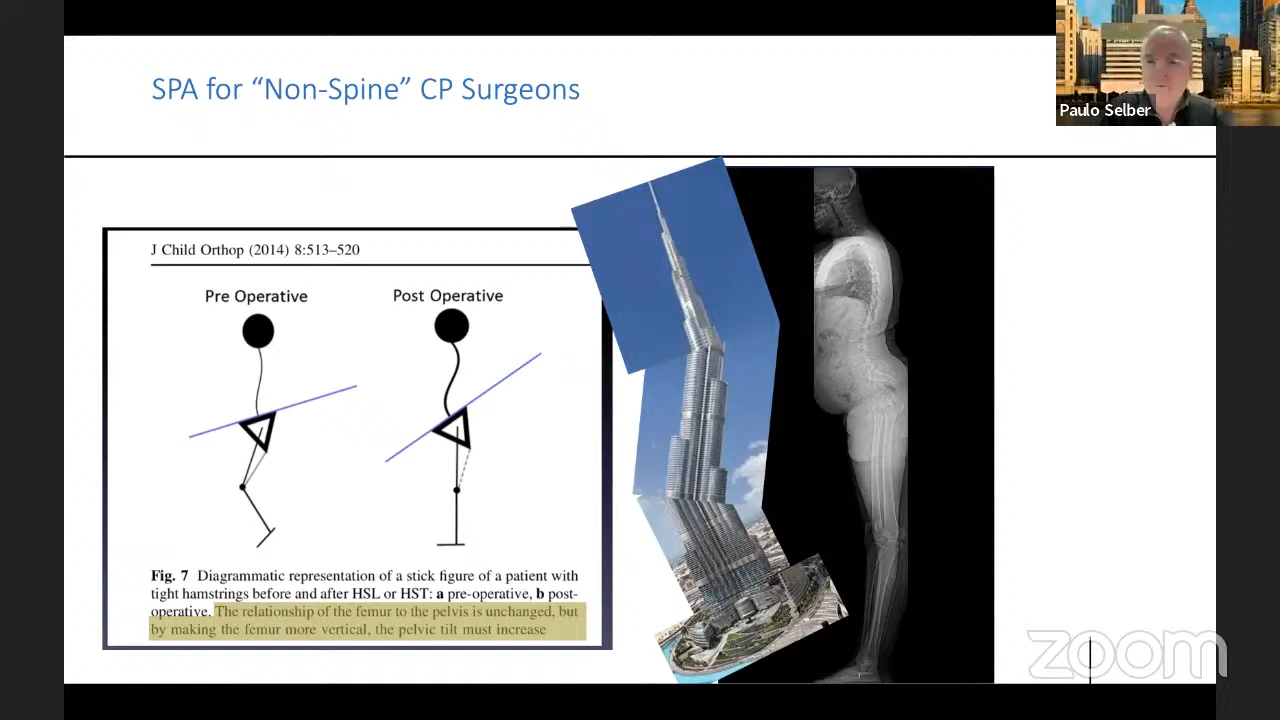 SPA for “Non-Spine” CP Surgeons
Paulo Selber
J Child Orthop (2014) 8:513–520
Pre Operative
Post Operative
Fig. 7 Diagrammatic representation of a stick figure of a patient with
tight hamstrings before and after HSL or HST: a pre-operative, b post-
operative. The relationship of the femur to the pelvis is unchanged, but
by making the femur more vertical, the pelvic tilt must increase
zoom